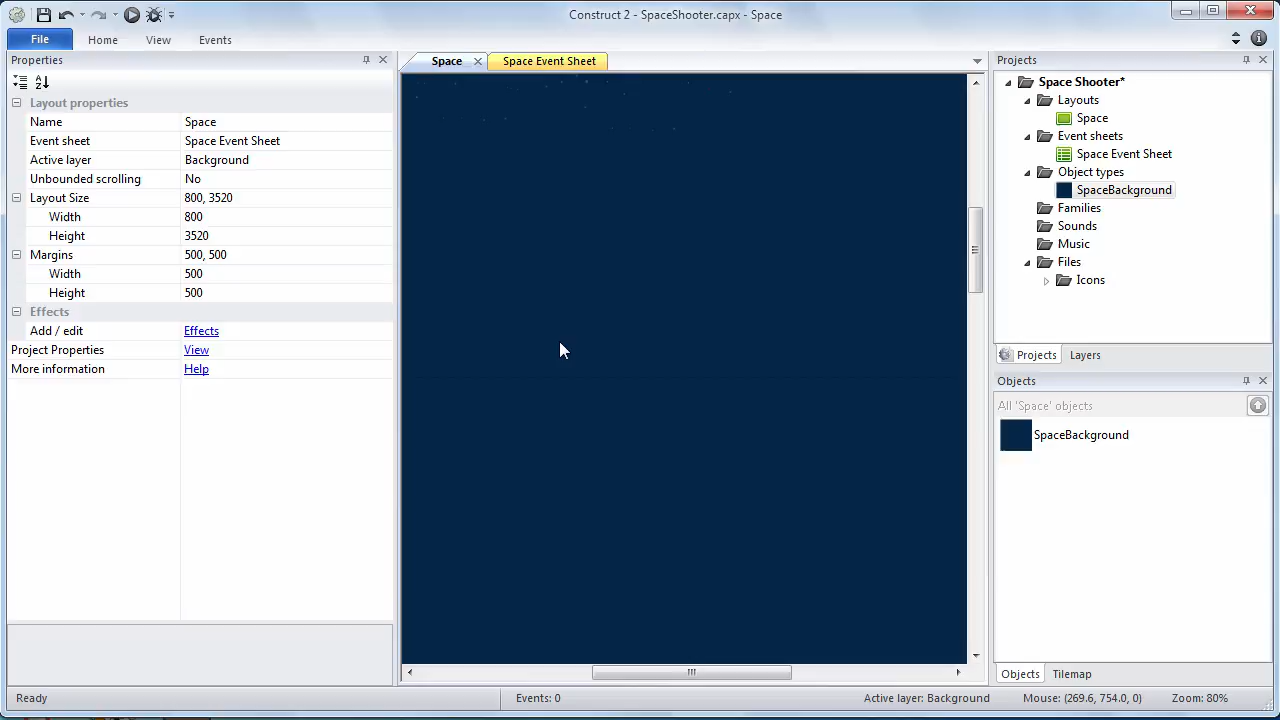 Construct 2 - SpaceShooter.capx - Space
File Home View Events
Properties
Space
Space Event Sheet
Projects
Layout properties
Name Space
Event sheet Space Event Sheet
Active layer Background
Unbounded scrolling No
Layout Size 800, 3520
Width 800
Height 3520
Margins 500, 500
Width 500
Height 500
Effects
Add / edit Effects
Project Properties View
More information Help
Space Shooter*
Layouts
Space
Event sheets
Space Event Sheet
Object types
SpaceBackground
Families
Sounds
Music
Files
Icons
Projects Layers
Objects
All 'Space' objects
SpaceBackground
Objects Tilemap
Ready Events: 0 Active layer: Background Mouse: (269.6, 754.0, 0) Zoom: 80%